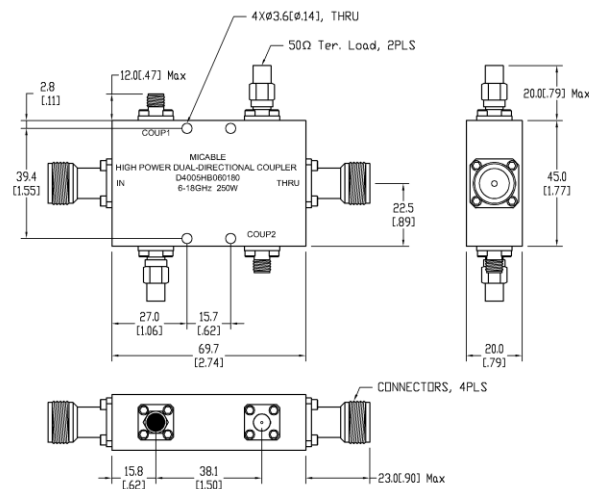 4XØ3.6[Ø.14], THRU
50Ω Ter. Load, 2PLS
2.8
[.11]
12.0[.47] Max
20.0[.79] Max
COUP1
MICABLE
HIGH POWER DUAL-DIRECTIONAL COUPLER
D4005HB060180
6-18GHz 250W
IN
THRU
COUP2
39.4
[1.55]
22.5
[.89]
45.0
[1.77]
27.0
[1.06]
15.7
[.62]
69.7
[2.74]
20.0
[.79]
CONNECTORS, 4PLS
15.8
[.62]
38.1
[1.50]
23.0[.90] Max